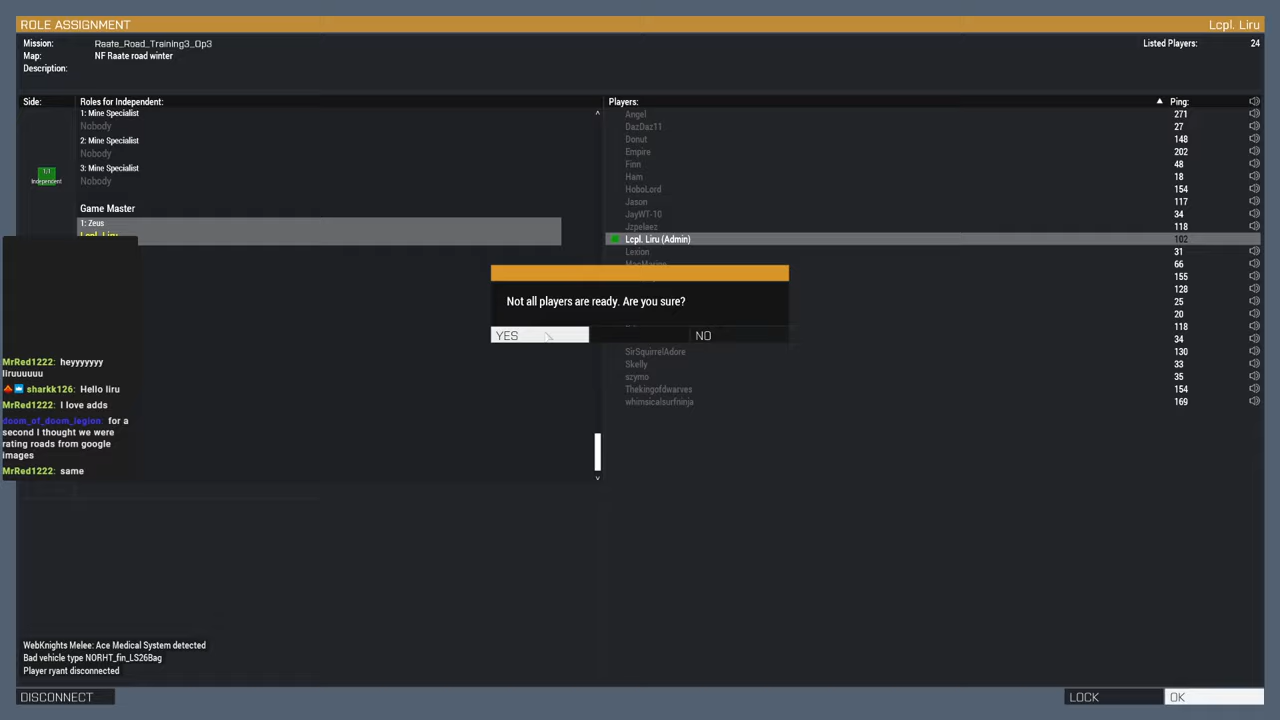 ROLE ASSIGNMENT
Lcpl. Liru
Mission: Raate_Road_Training3_Op3
Listed Players: 24
Map: NF Raate road winter
Description:
Side:
Roles for Independent:
Players:
Ping:
1: Mine Specialist
Nobody
2: Mine Specialist
Nobody
3: Mine Specialist
Nobody
1/1
Independent
Game Master
1: Zeus
Lcpl. Liru
Angel 271
DazDaz11 27
Donut 148
Empire 202
Finn 48
Ham 18
HoboLord 154
Jason 117
JayWT-10 34
Jzpelaez 118
Lcpl. Liru (Admin) 102
Lexion 31
66
155
128
25
20
118
34
SirSquirrelAdore 130
Skelly 33
szymo 35
Thekingofdwarves 154
whimsicalsurfninja 169
Not all players are ready. Are you sure?
YES
NO
MrRed1222: heyyyyyy
liruuuuuu
sharkk126: Hello liru
MrRed1222: I love adds
doom_of_doom_legion: for a
second I thought we were
rating roads from google
images
MrRed1222: same
WebKnights Melee: Ace Medical System detected
Bad vehicle type NORHT_fin_LS26Bag
Player ryant disconnected
DISCONNECT
LOCK
OK